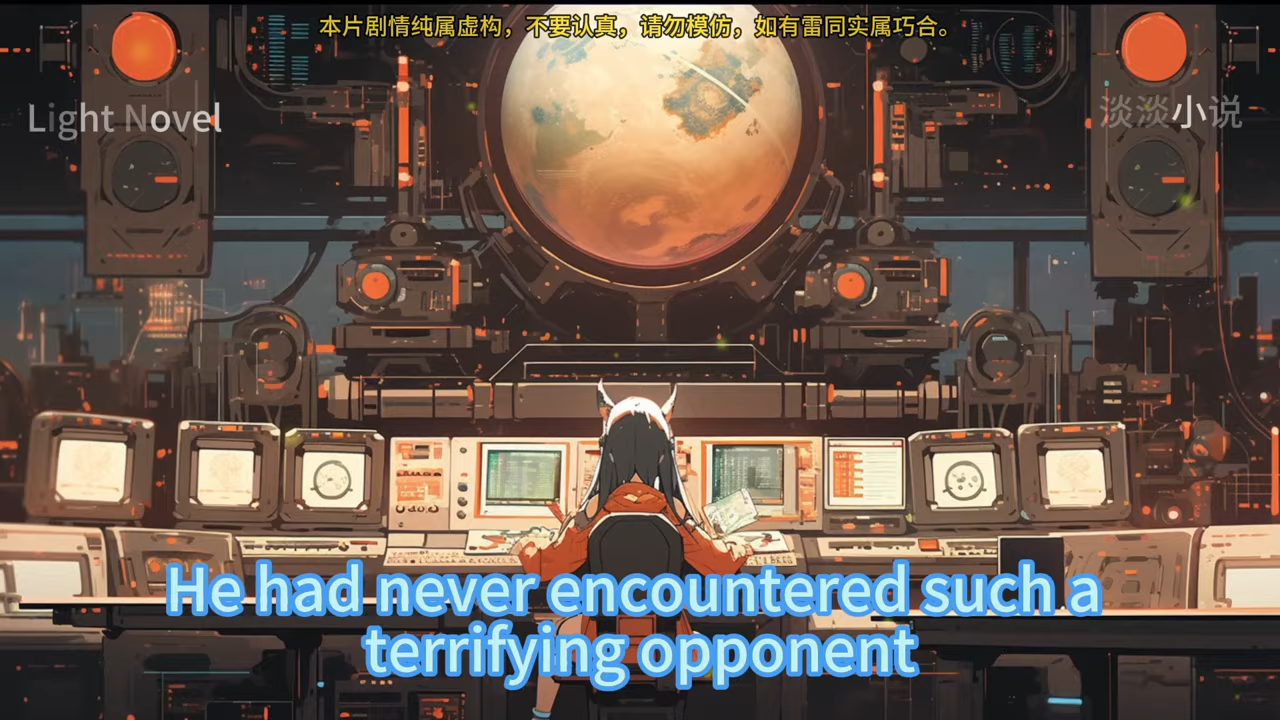 本片剧情纯属虚构，不要认真，请勿模仿，如有雷同实属巧合。
Light Novel
淡淡小说
He had never encountered such a
terrifying opponent